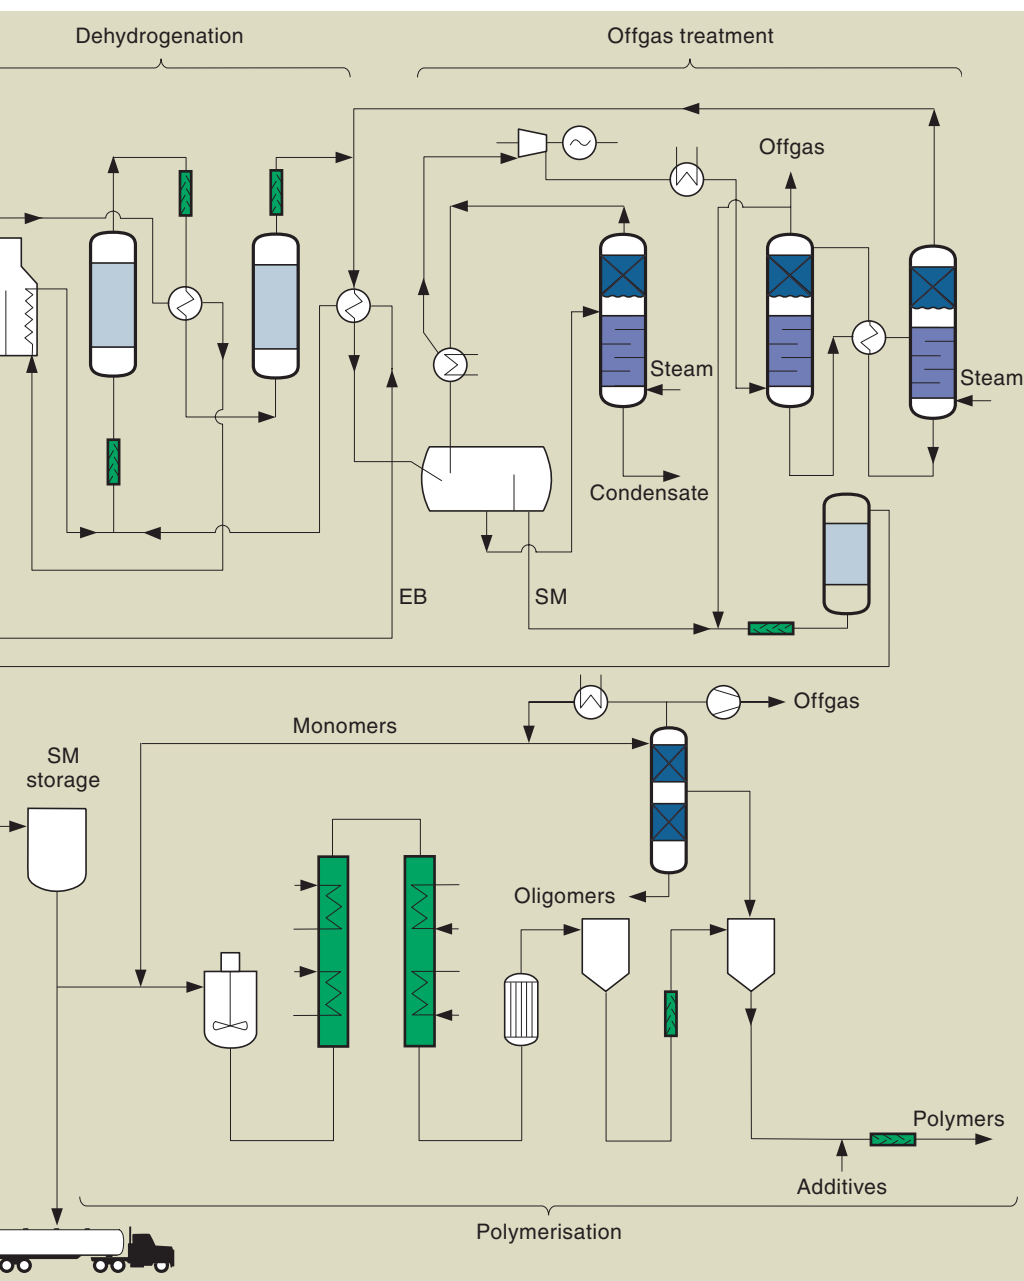 Dehydrogenation
Offgas treatment
Offgas
Steam
Steam
Condensate
EB
SM
Offgas
Monomers
SM
storage
Oligomers
Polymers
Additives
Polymerisation